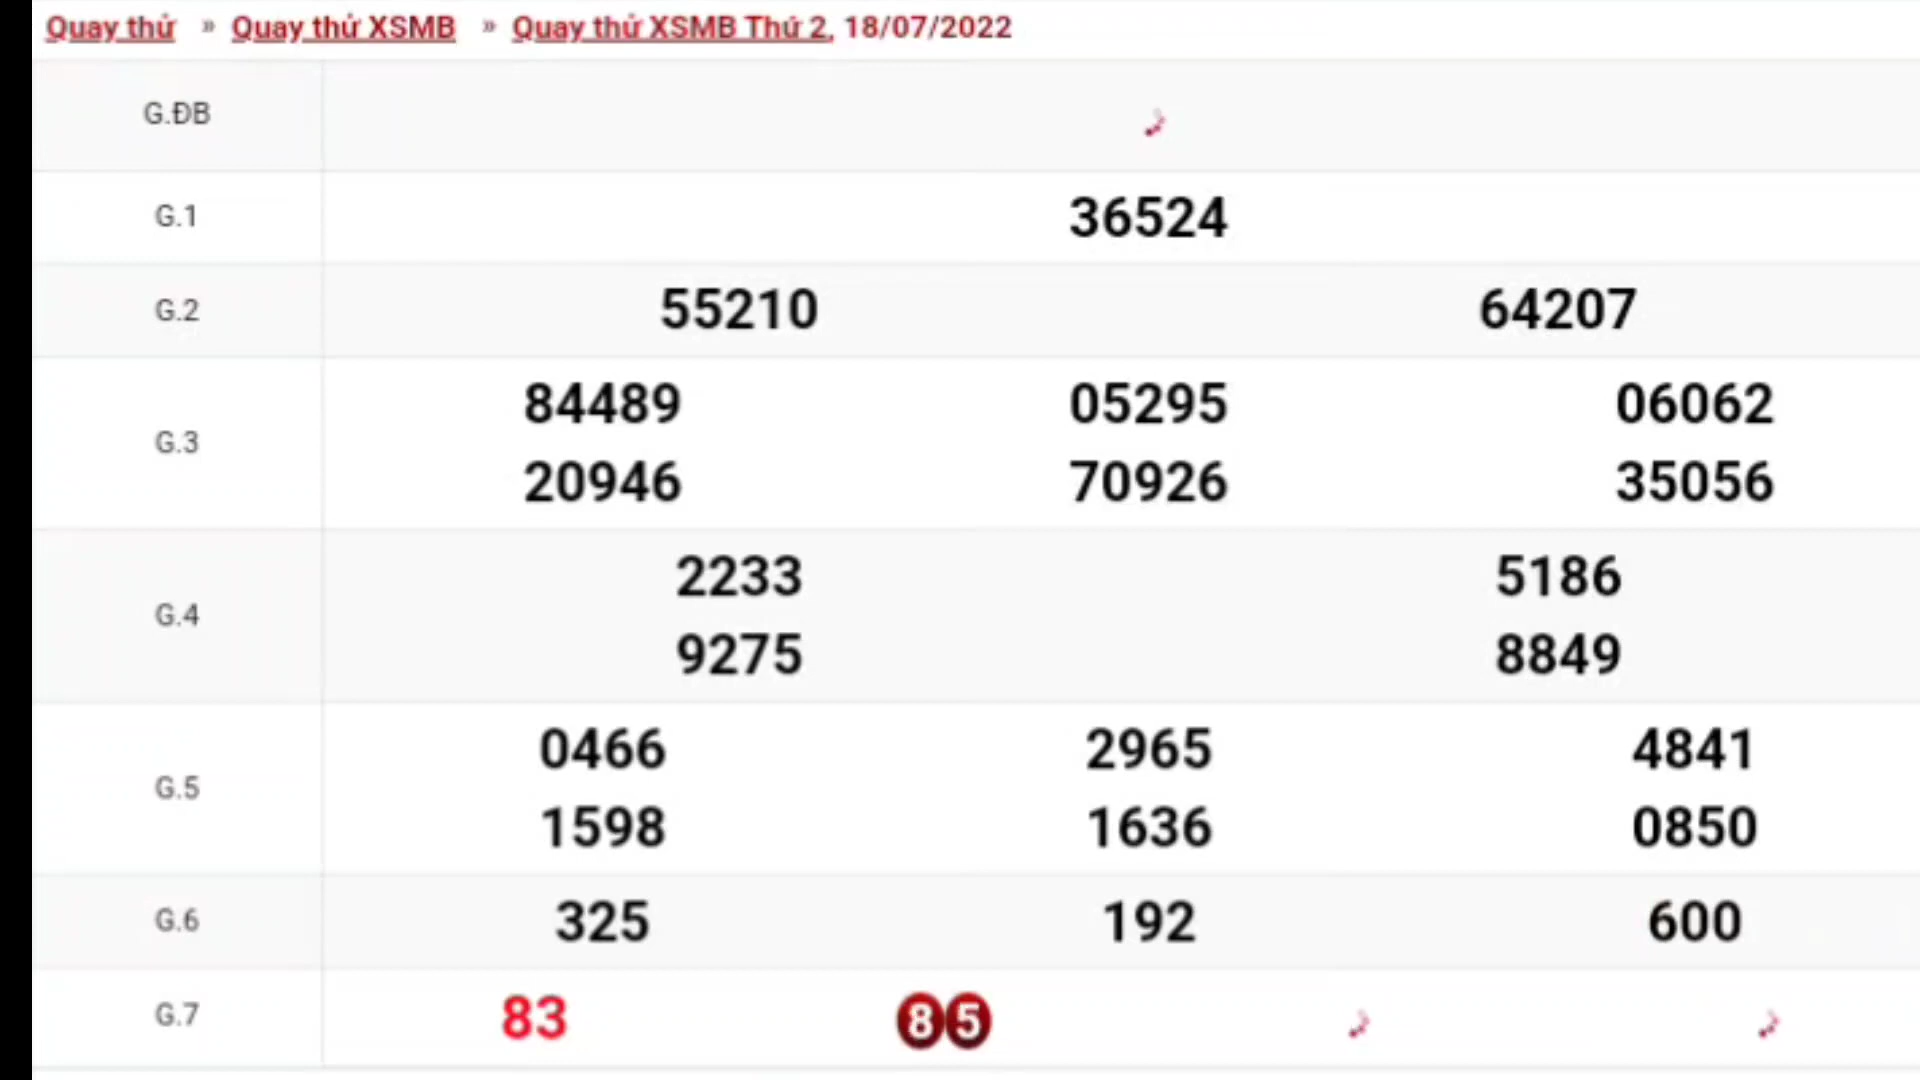 Quay thử » Quay thử XSMB » Quay thử XSMB Thứ 2, 18/07/2022
G.ĐB
G.1 36524
G.2 55210 64207
G.3 84489 05295 06062
20946 70926 35056
G.4 2233 5186
9275 8849
G.5 0466 2965 4841
1598 1636 0850
G.6 325 192 600
G.7 83 85